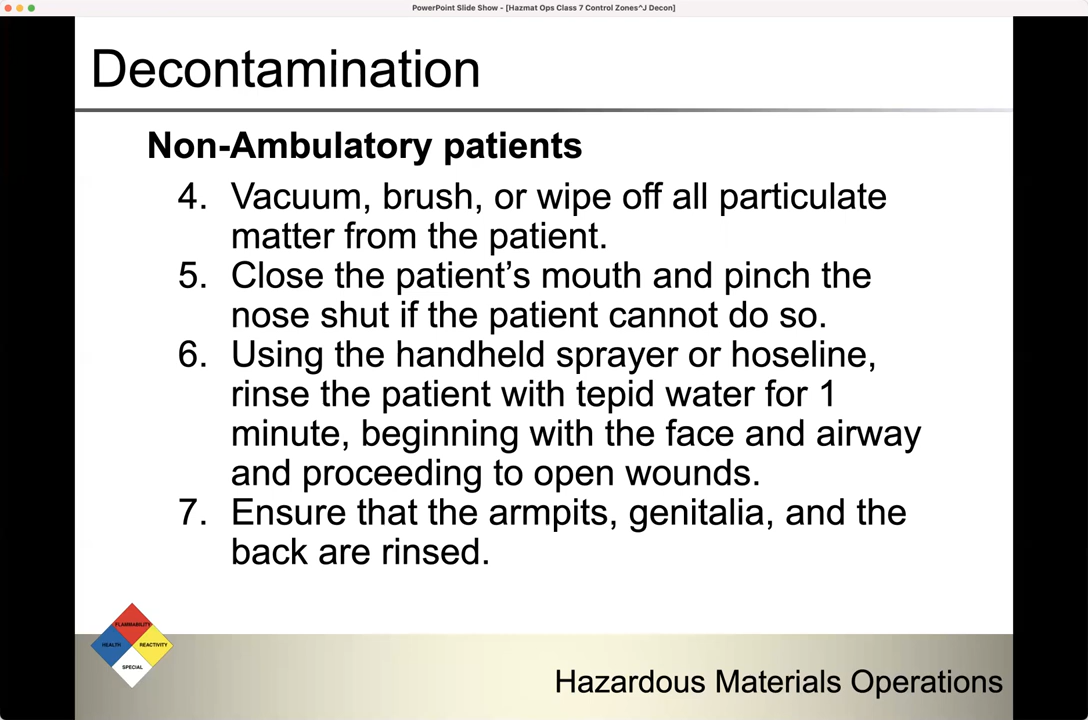 PowerPoint Slide Show - [Hazmat Ops Class 7 Control Zones^J Decon]
Decontamination
Non-Ambulatory patients
4. Vacuum, brush, or wipe off all particulate
matter from the patient.
5. Close the patient’s mouth and pinch the
nose shut if the patient cannot do so.
6. Using the handheld sprayer or hoseline,
rinse the patient with tepid water for 1
minute, beginning with the face and airway
and proceeding to open wounds.
7. Ensure that the armpits, genitalia, and the
back are rinsed.
FLAMMABILITY
HEALTH
REACTIVITY
SPECIAL
Hazardous Materials Operations